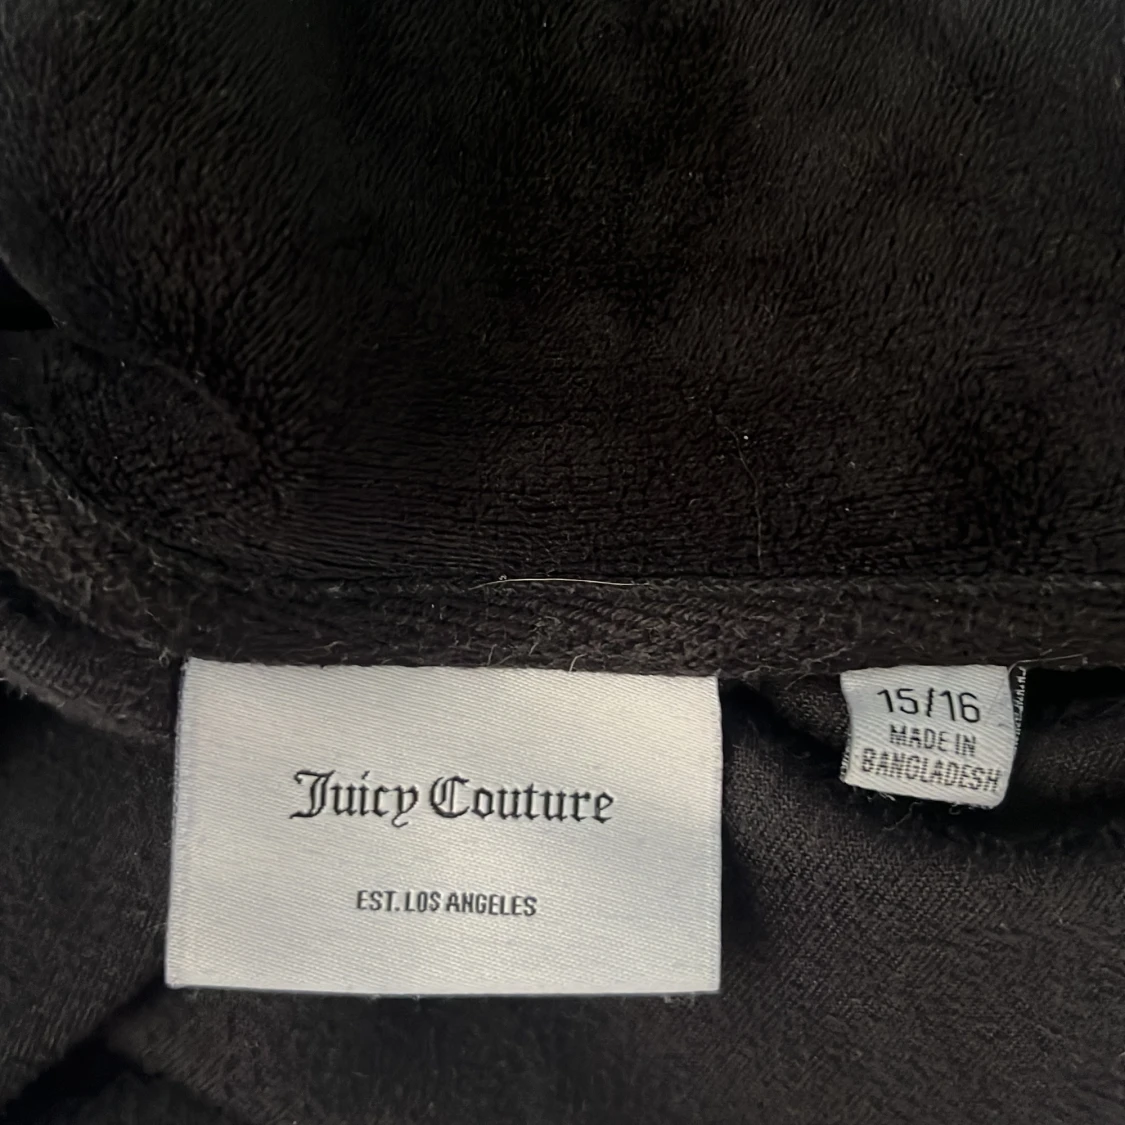 Juicy Couture
EST. LOS ANGELES
15/16
MADE IN
BANGLADESH